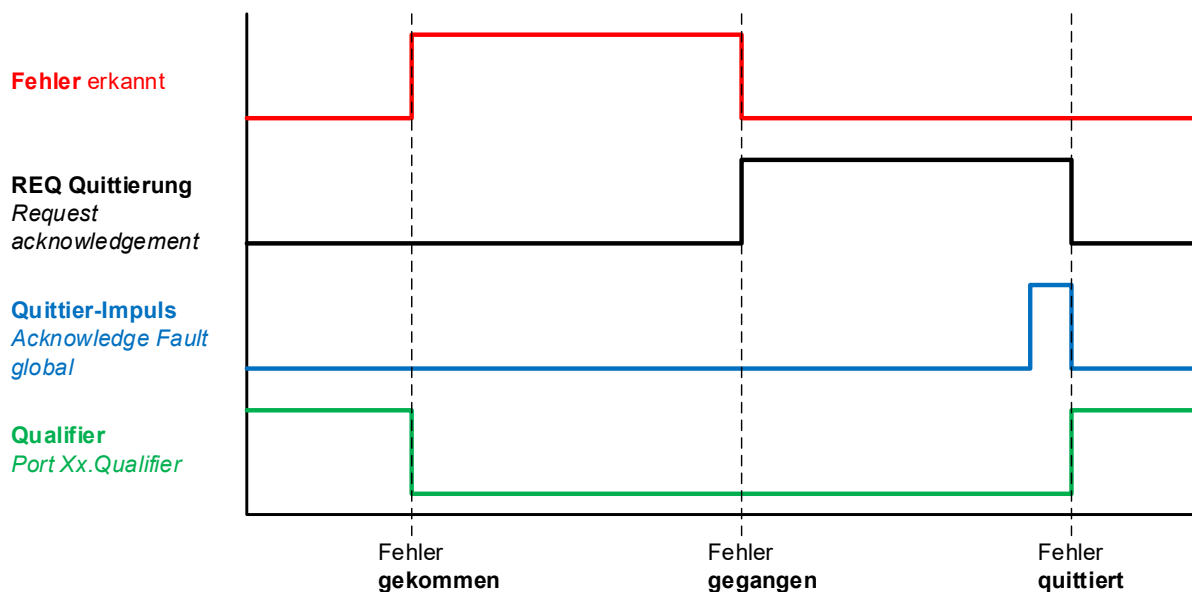 Fehler erkannt
REQ Quittierung
Request
acknowledgement
Quittier-Impuls
Acknowledge Fault
global
Qualifier
Port Xx.Qualifier
Fehler
gekommen
Fehler
gegangen
Fehler
quittiert